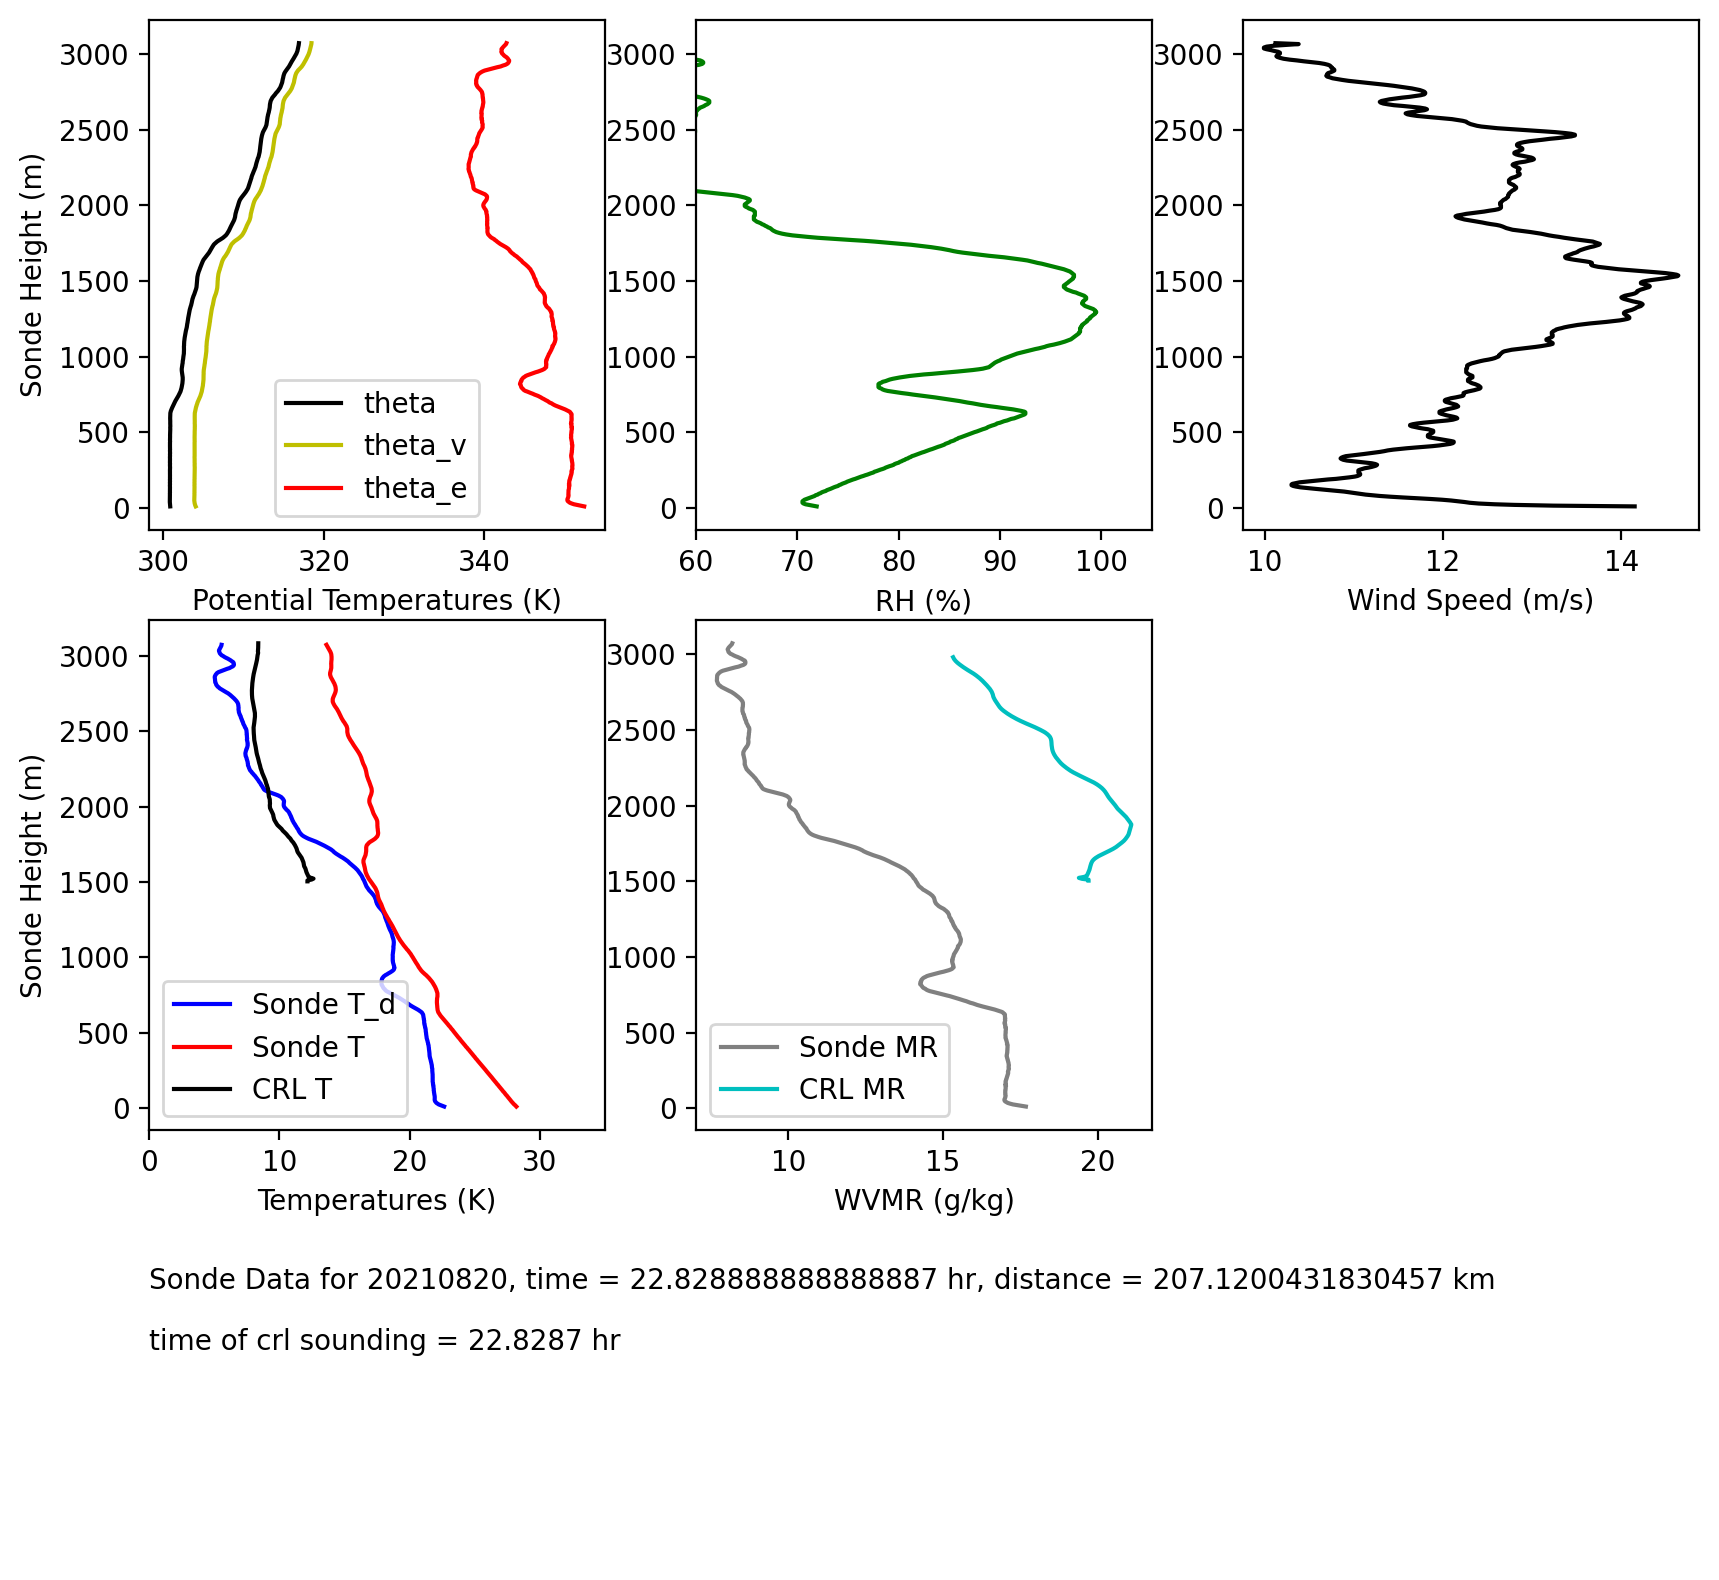 3000
2500
2000
1500
1000
500
0
Sonde Height (m)
300 320 340
Potential Temperatures (K)
theta
theta_v
theta_e
3000
2500
2000
1500
1000
500
0
60 70 80 90 100
RH (%)
3000
2500
2000
1500
1000
500
0
10 12 14
Wind Speed (m/s)
3000
2500
2000
1500
1000
500
0
Sonde Height (m)
0 10 20 30
Temperatures (K)
Sonde T_d
Sonde T
CRL T
3000
2500
2000
1500
1000
500
0
10 15 20
WVMR (g/kg)
Sonde MR
CRL MR
Sonde Data for 20210820, time = 22.828888888888887 hr, distance = 207.1200431830457 km
time of crl sounding = 22.8287 hr